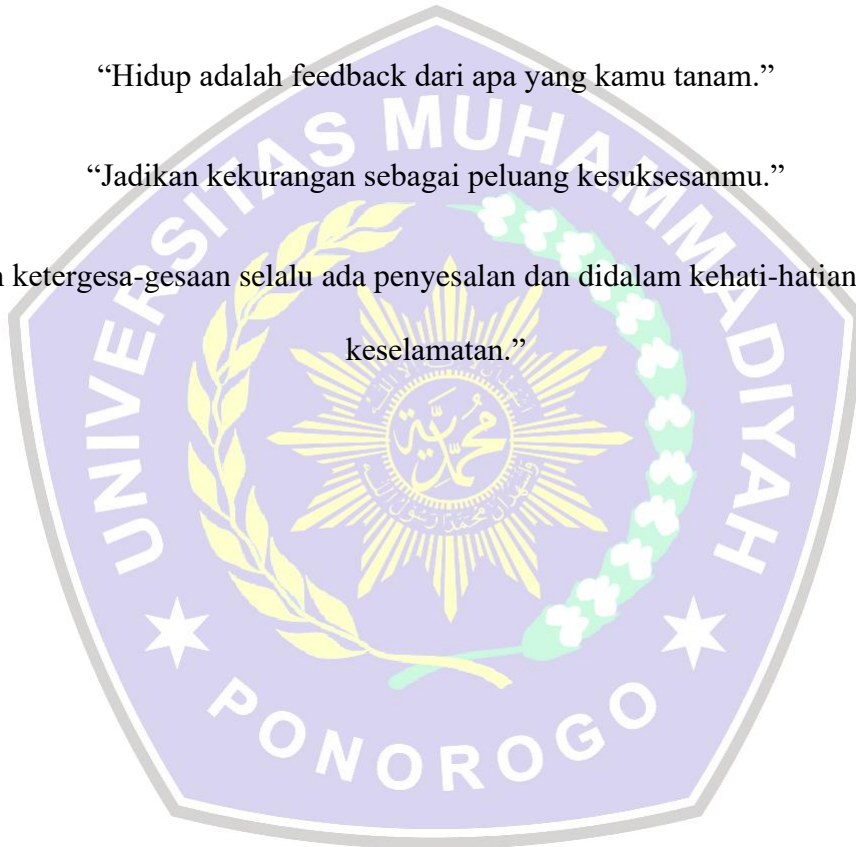 “Hidup adalah feedback dari apa yang kamu tanam.”
“Jadikan kekurangan sebagai peluang kesuksesanmu.”
ketergesa-gesaan selalu ada penyesalan dan didalam kehati-hatian
keselamatan.”
UNIVERSITAS MUHAMMADIYAH
محمدية
PONOROGO